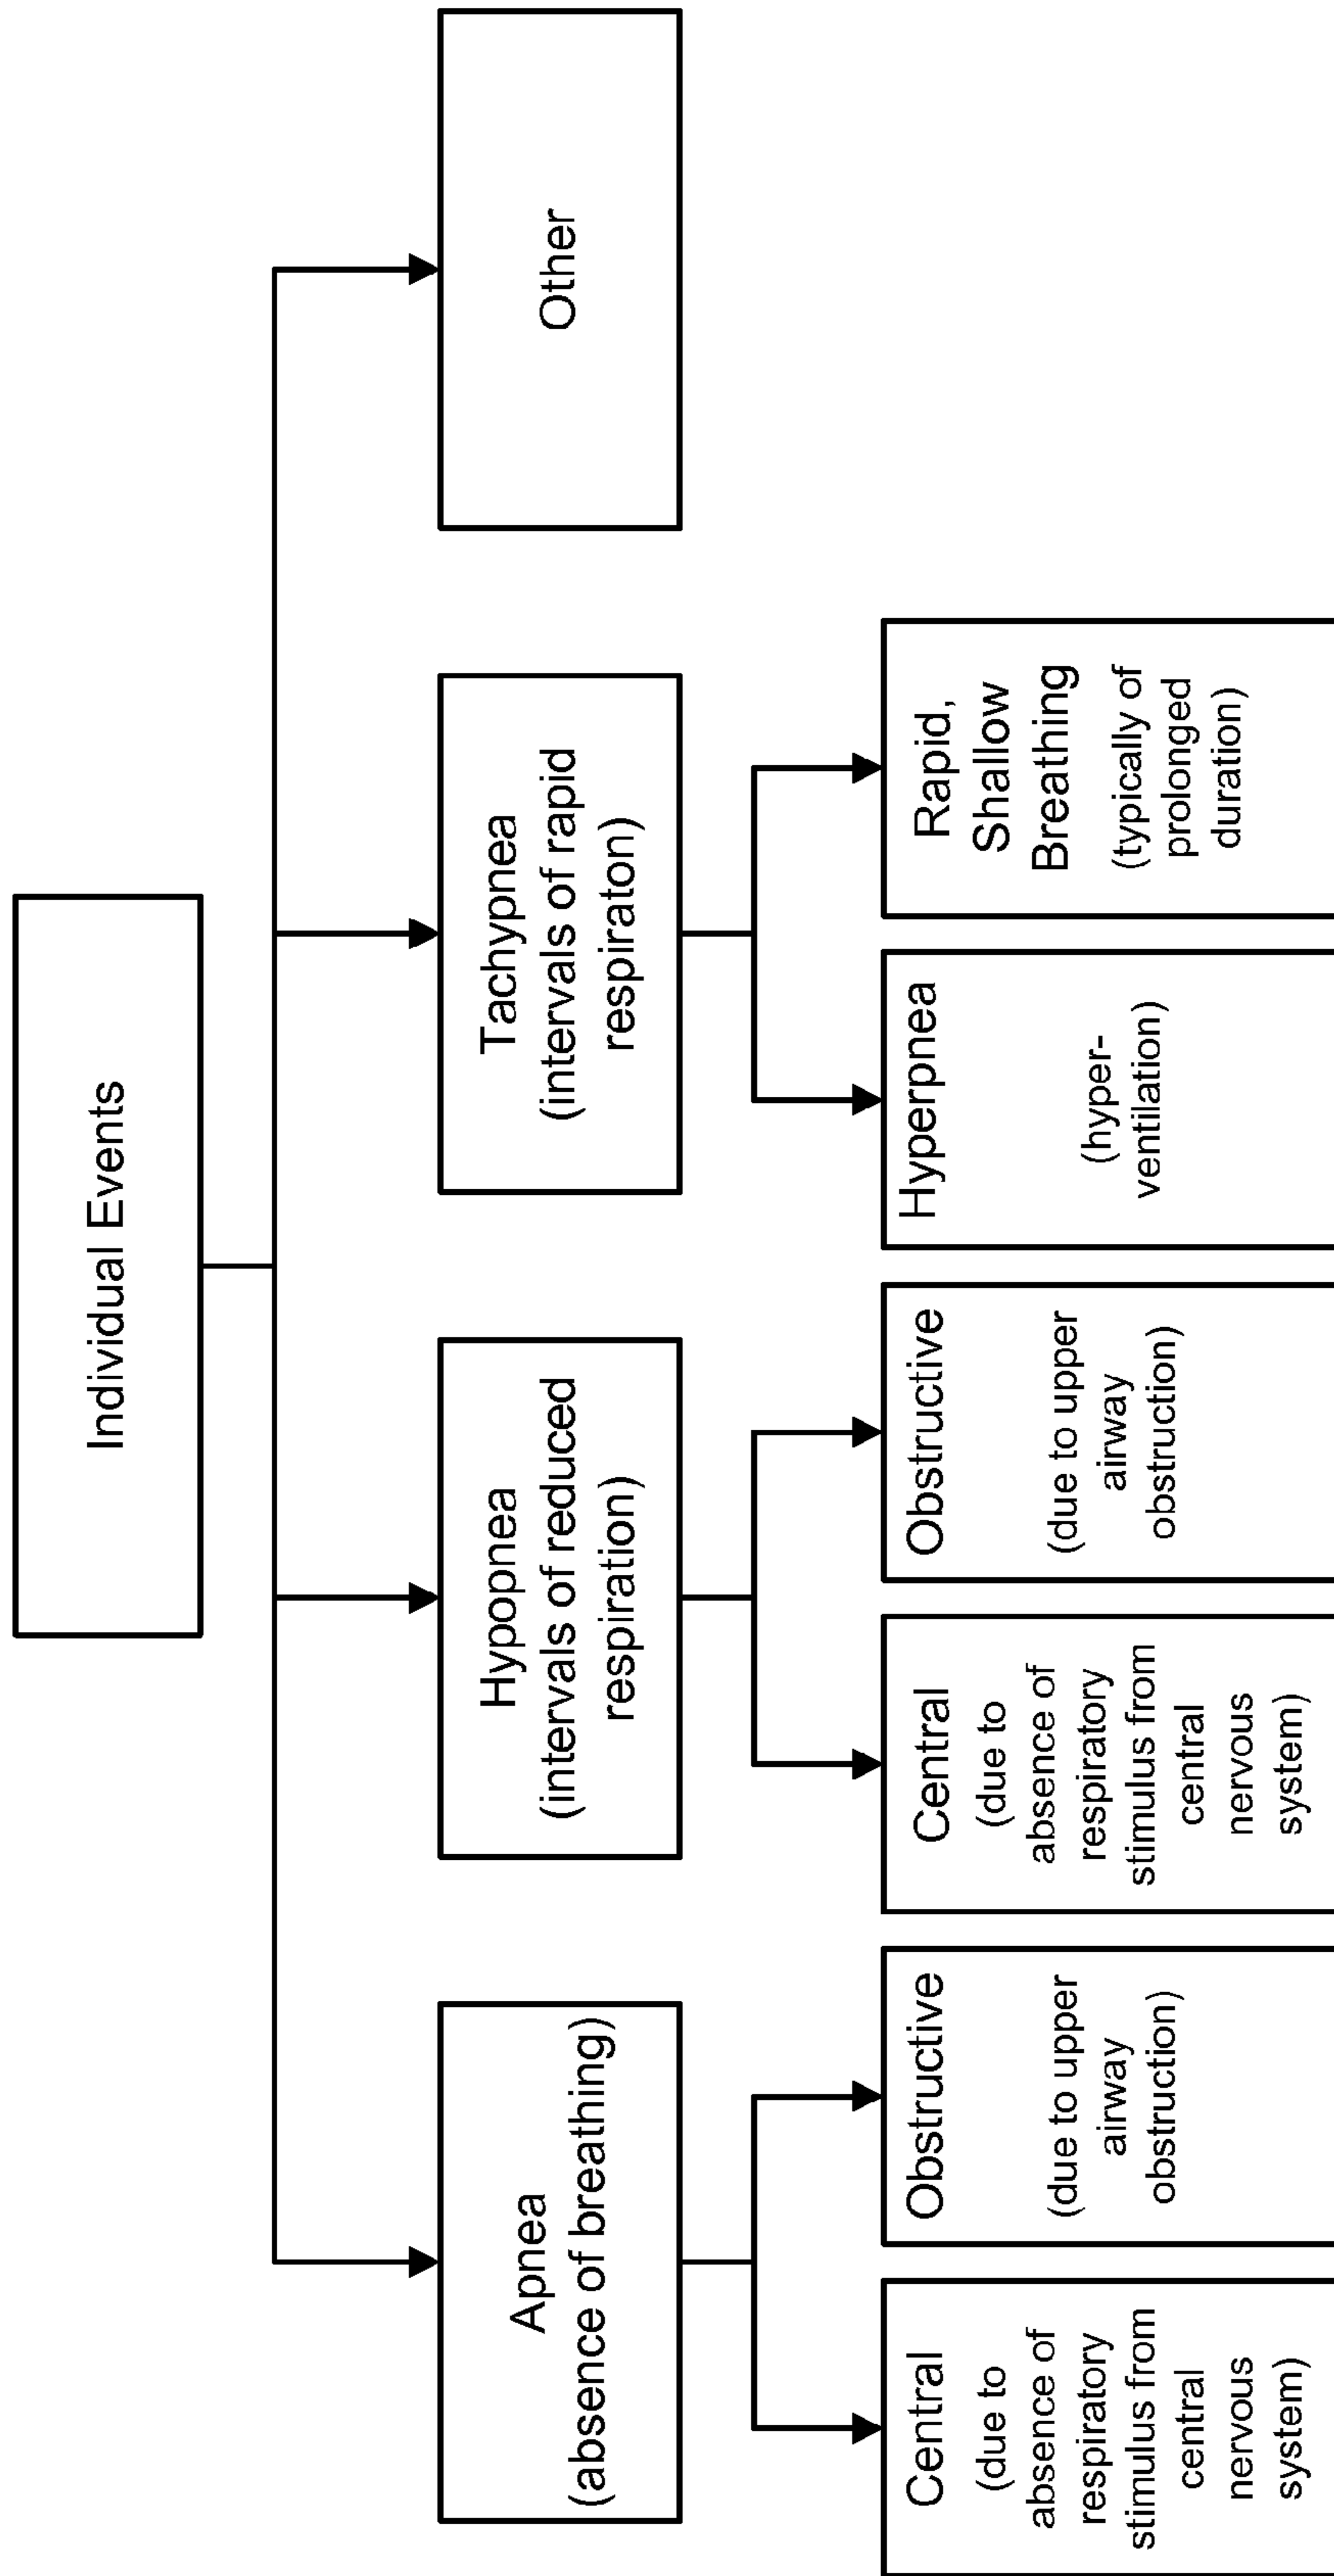 Individual Events
Apnea
(absence of breathing)
Hypopnea
(intervals of reduced
respiration)
Tachypnea
(intervals of rapid
respiraton)
Other
Central
(due to
absence of
respiratory
stimulus from
central
nervous
system)
Obstructive
(due to upper
airway
obstruction)
Central
(due to
absence of
respiratory
stimulus from
central
nervous
system)
Obstructive
(due to upper
airway
obstruction)
Hyperpnea
(hyper-
ventilation)
Rapid,
Shallow
Breathing
(typically of
prolonged
duration)